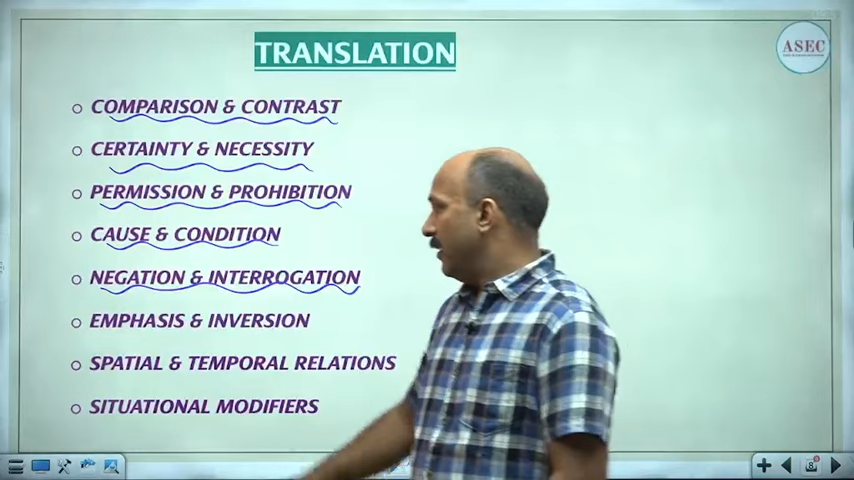 TRANSLATION
ASEC
COMPARISON & CONTRAST
CERTAINTY & NECESSITY
PERMISSION & PROHIBITION
CAUSE & CONDITION
NEGATION & INTERROGATION
EMPHASIS & INVERSION
SPATIAL & TEMPORAL RELATIONS
SITUATIONAL MODIFIERS
8